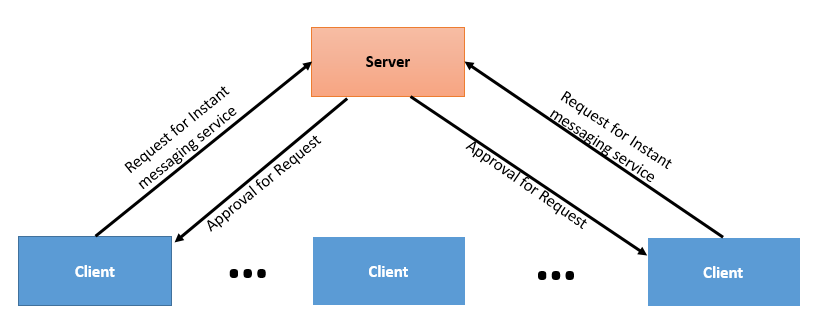 Server
Request for Instant
messaging service
Approval for Request
Approval for Request
Request for Instant
messaging service
Client
...
Client
...
Client